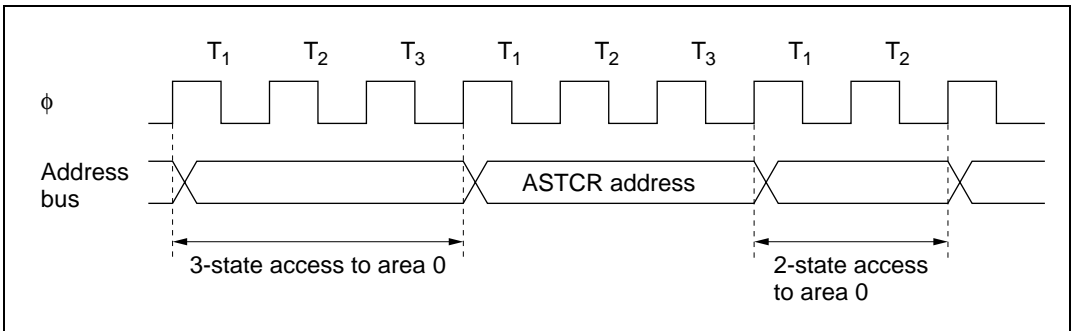 T1 T2 T3 T1 T2 T3 T1 T2
ϕ
Address
bus
ASTCR address
3-state access to area 0
2-state access
to area 0